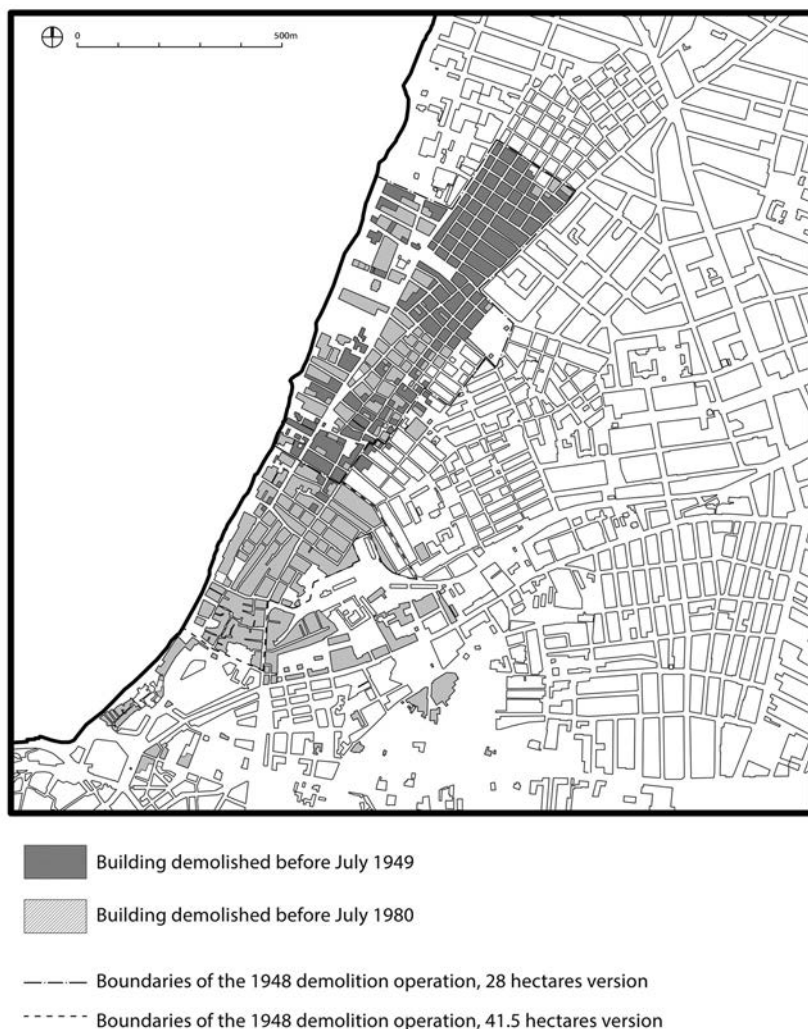 0 500m
Building demolished before July 1949
Building demolished before July 1980
Boundaries of the 1948 demolition operation, 28 hectares version
Boundaries of the 1948 demolition operation, 41.5 hectares version